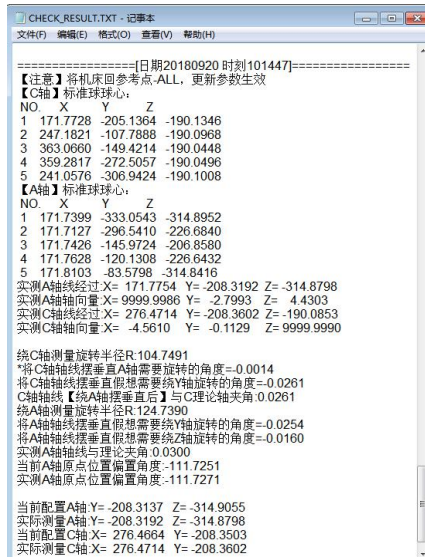 CHECK_RESULT.TXT - 记事本
文件(F) 编辑(E) 格式(O) 查看(V) 帮助(H)
=================[日期20180920 时刻101447]=================
【注意】将机床回参考点-ALL，更新参数生效
【C轴】标准球球心:
NO. X Y Z
1 171.7728 -205.1364 -190.1346
2 247.1821 -107.7888 -190.0968
3 363.0660 -149.4214 -190.0448
4 359.2817 -272.5057 -190.0496
5 241.0576 -306.9424 -190.1008
【A轴】标准球球心:
NO. X Y Z
1 171.7399 -333.0543 -314.8952
2 171.7127 -296.5410 -226.6840
3 171.7426 -145.9724 -206.8580
4 171.7628 -120.1308 -226.6432
5 171.8103 -83.5798 -314.8416
实测A轴线经过:X= 171.7754 Y= -208.3192 Z= -314.8798
实测A轴轴向量:X= 9999.9986 Y= -2.7993 Z= 4.4303
实测C轴线经过:X= 276.4714 Y= -208.3602 Z= -190.0853
实测C轴轴向量:X= -4.5610 Y= -0.1129 Z= 9999.9990
绕C轴测量旋转半径R:104.7491
*将C轴轴线摆垂直A轴需要旋转的角度=-0.0014
将C轴轴线摆垂直假想需要绕Y轴旋转的角度=-0.0261
C轴轴线【绕A轴摆垂直后】与C理论轴夹角:0.0261
绕A轴测量旋转半径R:124.7390
将A轴轴线摆垂直假想需要绕Y轴旋转的角度=-0.0254
将A轴轴线摆垂直假想需要绕Z轴旋转的角度=-0.0160
实测A轴轴线与理论夹角:0.0300
当前A轴原点位置偏置角度:-111.7251
实测A轴原点位置偏置角度:-111.7271
当前配置A轴:Y= -208.3137 Z= -314.9055
实际测量A轴:Y= -208.3192 Z= -314.8798
当前配置C轴:X= 276.4664 Y= -208.3503
实际测量C轴:X= 276.4714 Y= -208.3602